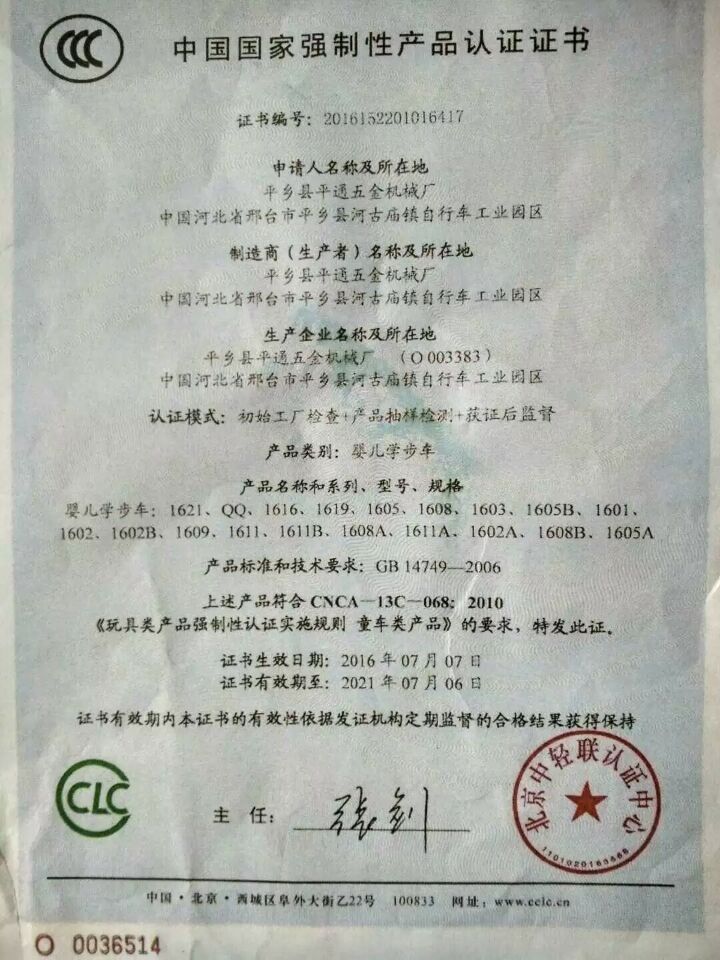 CCC
中国国家强制性产品认证证书
证书编号：2016152201016417
申请人名称及所在地
平乡县平通五金机械厂
中国河北省邢台市平乡县河古庙镇自行车工业园区
制造商（生产者）名称及所在地
平乡县平通五金机械厂
中国河北省邢台市平乡县河古庙镇自行车工业园区
生产企业名称及所在地
平乡县平通五金机械厂 （O 003383）
中国河北省邢台市平乡县河古庙镇自行车工业园区
认证模式：初始工厂检查+产品抽样检测+获证后监督
产品类别：婴儿学步车
产品名称和系列、型号、规格
婴儿学步车：1621、QQ、1616、1619、1605、1608、1603、1605B、1601、
1602、1602B、1609、1611、1611B、1608A、1611A、1602A、1608B、1605A
产品标准和技术要求：GB 14749—2006
上述产品符合 CNCA—13C—068：2010
《玩具类产品强制性认证实施规则 童车类产品》的要求，特发此证。
证书生效日期：2016 年 07 月 07 日
证书有效期至：2021 年 07 月 06 日
证书有效期内本证书的有效性依据发证机构定期监督的合格结果获得保持
CLC
主 任：
张剑
北京中轻联认证中心
中国·北京·西城区阜外大街乙22号 100833 网址：www.cclc.cn
O 0036514